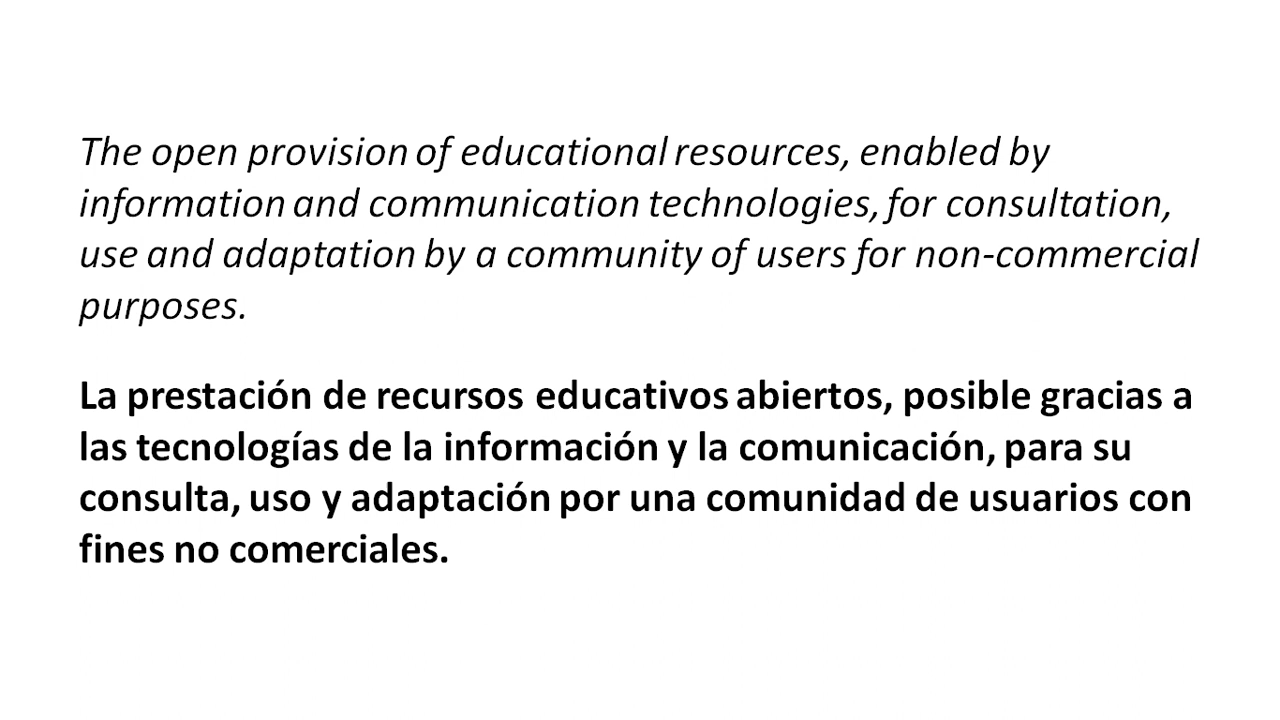 The open provision of educational resources, enabled by
information and communication technologies, for consultation,
use and adaptation by a community of users for non-commercial
purposes.
La prestación de recursos educativos abiertos, posible gracias a
las tecnologías de la información y la comunicación, para su
consulta, uso y adaptación por una comunidad de usuarios con
fines no comerciales.